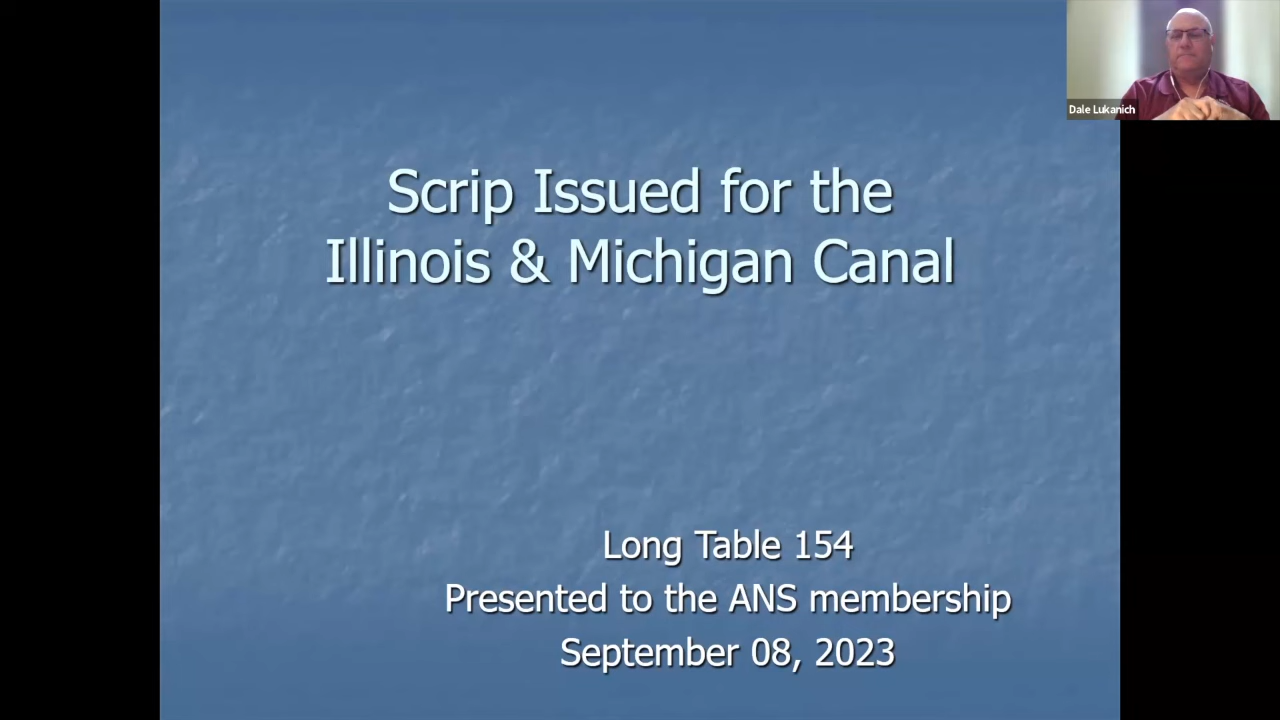 Dale Lukanich
Scrip Issued for the
Illinois & Michigan Canal
Long Table 154
Presented to the ANS membership
September 08, 2023